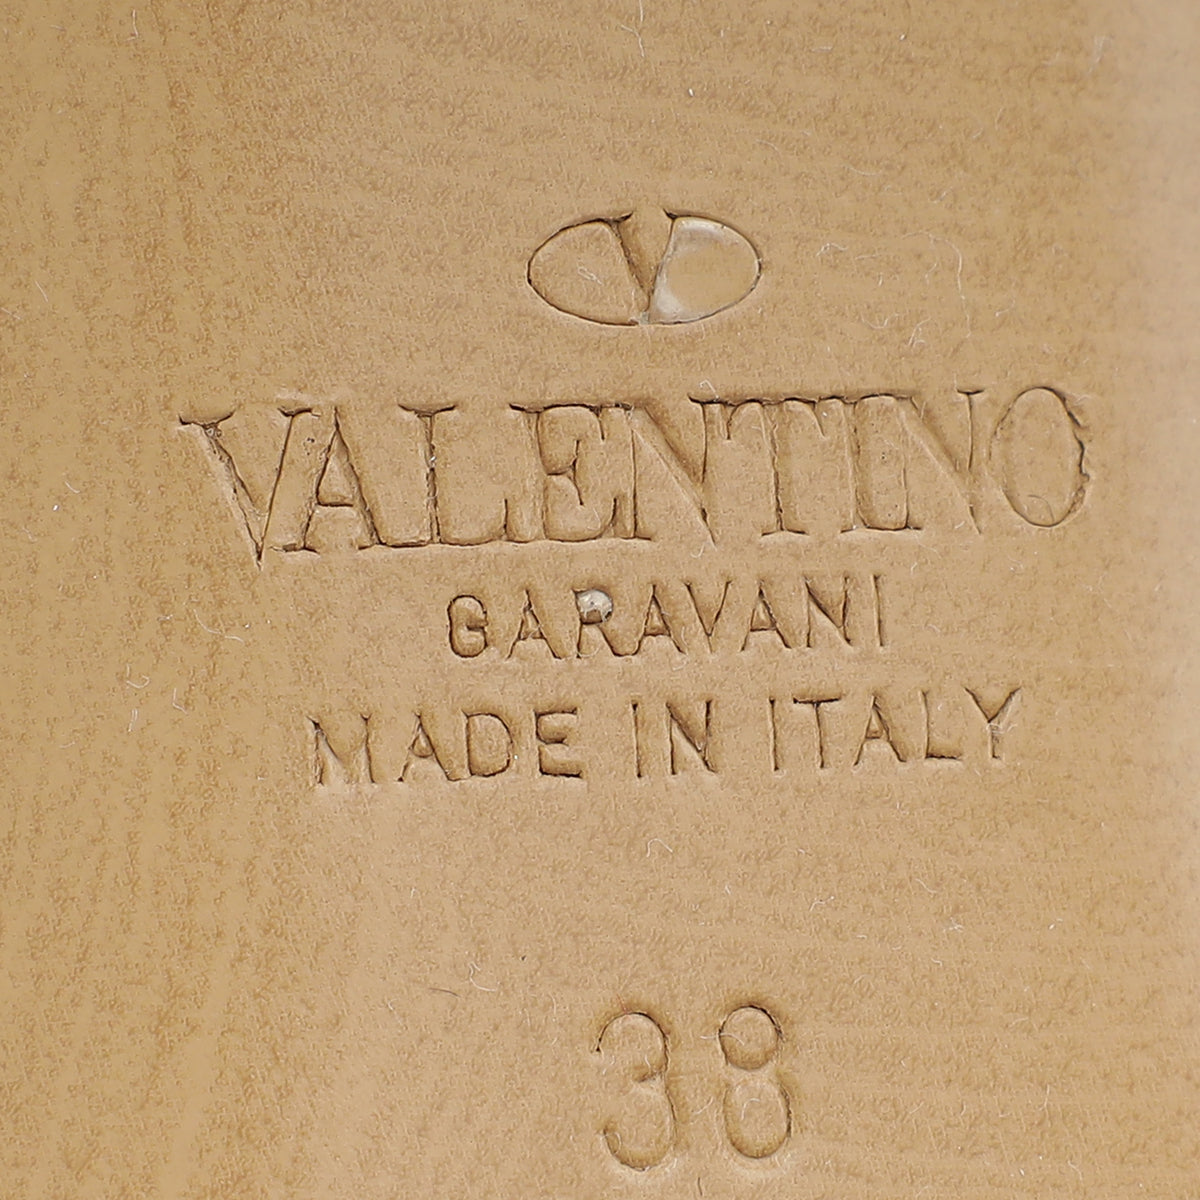 V
VALENTINO
GARAVANI
MADE IN ITALY
38